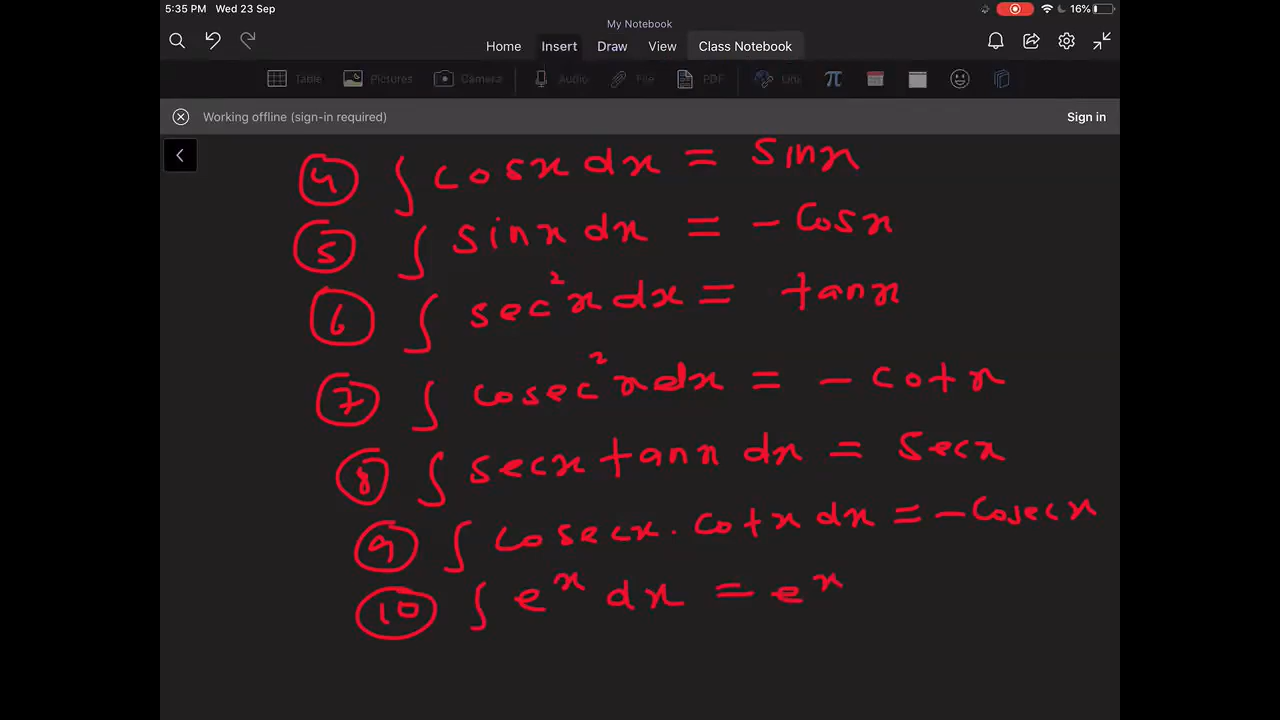 5:35 PM Wed 23 Sep 16%
My Notebook
Home Insert Draw View Class Notebook
Table Pictures Camera Audio File PDF
Working offline (sign-in required) Sign in
④ ∫ cosx dx = sinx
⑤ ∫ sinx dx = - cosx
⑥ ∫ sec²x dx = tanx
⑦ ∫ cosec²x dx = - cotx
⑧ ∫ secx tanx dx = secx
⑨ ∫ cosecx . cotx dx = - cosecx
⑩ ∫ eˣ dx = eˣ